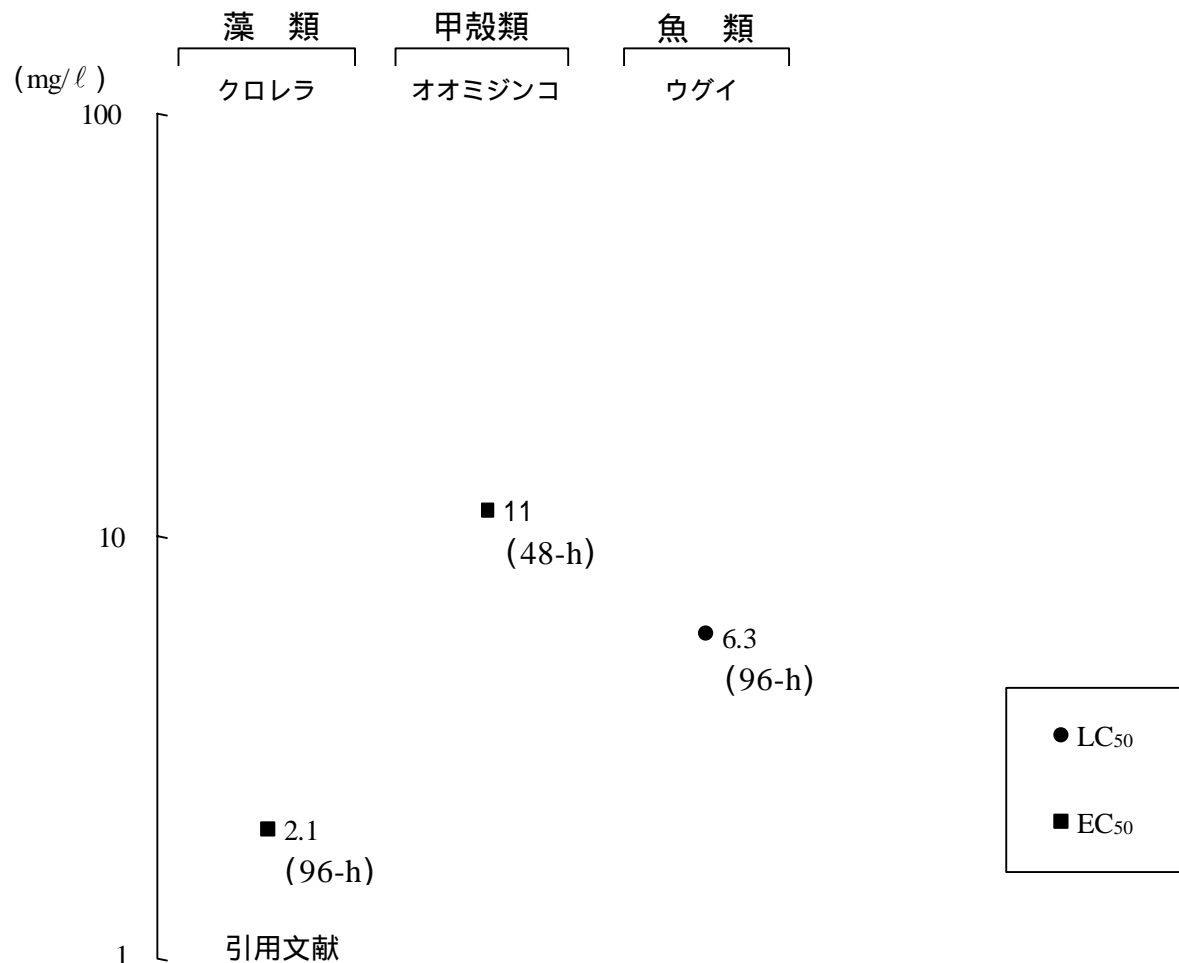 藻 類 甲殻類 魚 類
(mg/ℓ) クロレラ オオミジンコ ウグイ
100
11
10
(48-h)
6.3
(96-h)
● LC50
■ EC50
2.1
(96-h)
1 引用文献